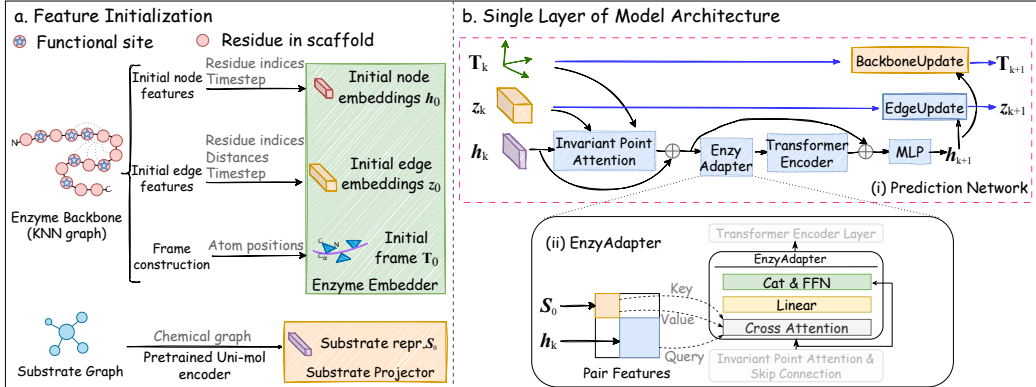 a. Feature Initialization
Functional site
Residue in scaffold
Initial node
features
Residue indices
Timestep
Initial node
embeddings h₀
N
C
Enzyme Backbone
(KNN graph)
Initial edge
features
Residue indices
Distances
Timestep
Initial edge
embeddings z₀
Frame
construction
Atom positions
C
N
Cα
Initial
frame T₀
Enzyme Embedder
Substrate Graph
Chemical graph
Pretrained Uni-mol
encoder
Substrate repr.S₀
Substrate Projector
b. Single Layer of Model Architecture
Tₖ
BackboneUpdate
Tₖ₊₁
zₖ
EdgeUpdate
zₖ₊₁
hₖ
Invariant Point
Attention
Enzy
Adapter
Transformer
Encoder
MLP
hₖ₊₁
(i) Prediction Network
(ii) EnzyAdapter
Transformer Encoder Layer
EnzyAdapter
Cat & FFN
Linear
Cross Attention
Invariant Point Attention &
Skip Connection
S₀
hₖ
Key
Value
Query
Pair Features